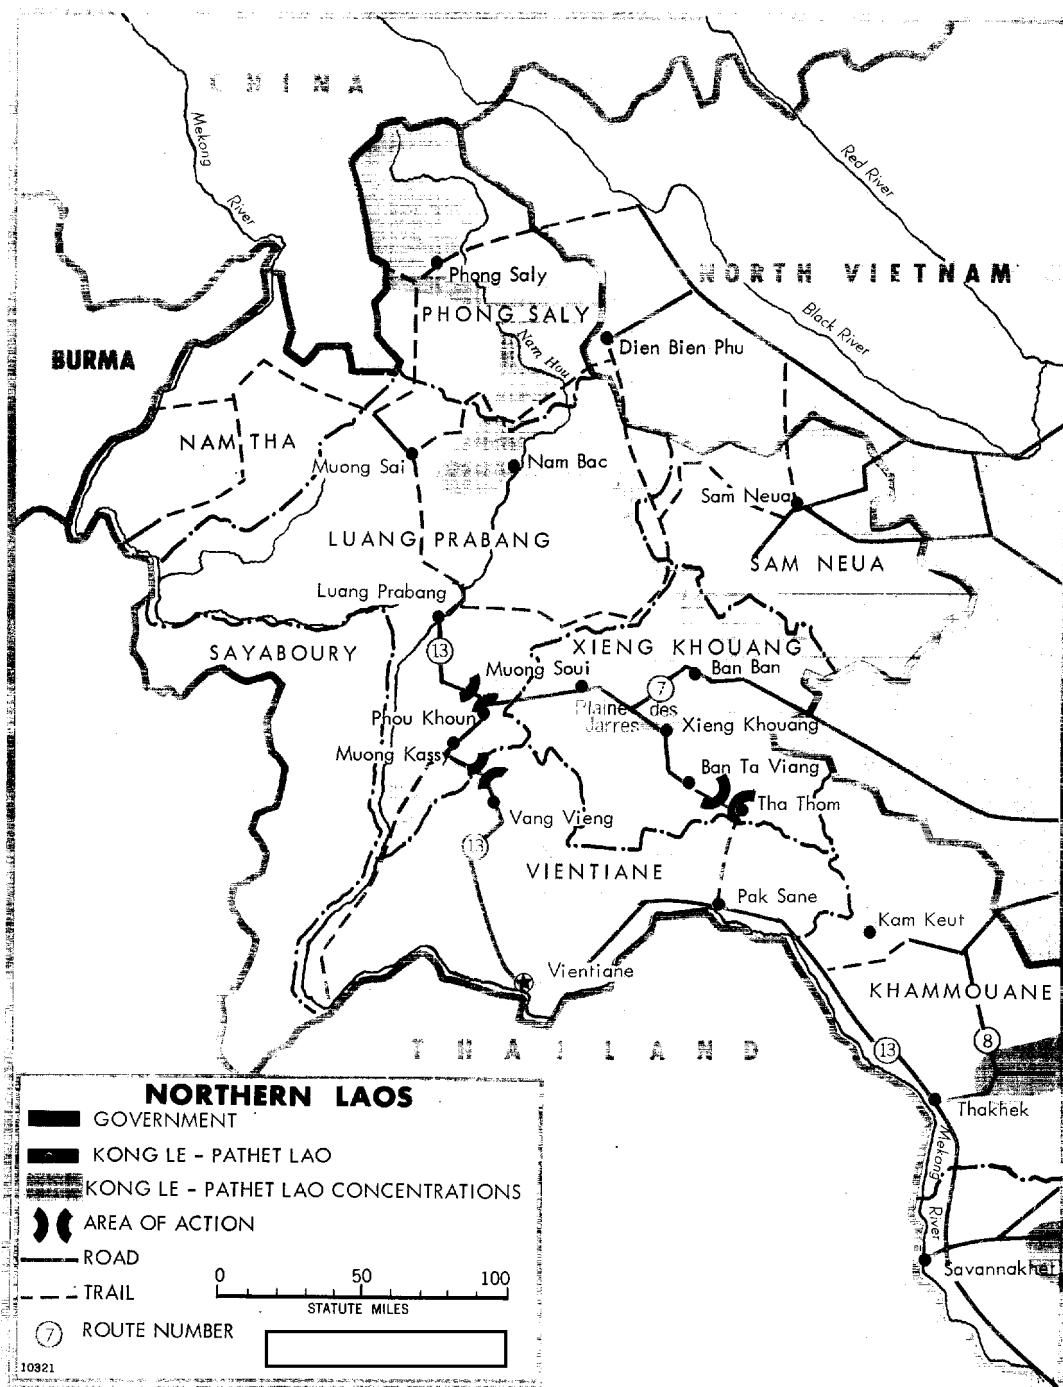 CHINA
Mekong
River
Red River
Phong Saly
NORTH VIETNAM
PHONG SALY
Black River
Nam Hou
Dien Bien Phu
BURMA
NAM THA
Muong Sai
Nam Bac
Sam Neua
LUANG PRABANG
SAM NEUA
Luang Prabang
13
SAYABOURY
XIENG KHOUANG
Muong Soui
Ban Ban
7
Plaine des
Jarres
Phou Khoun
Xieng Khouang
Muong Kassy
Ban Ta Viang
Tha Thom
Vang Vieng
13
VIENTIANE
Pak Sane
Kam Keut
Vientiane
KHAMMOUANE
THAILAND
13
8
Thakhek
Mekong
River
Savannakhet
NORTHERN LAOS
GOVERNMENT
KONG LE - PATHET LAO
KONG LE - PATHET LAO CONCENTRATIONS
AREA OF ACTION
ROAD
TRAIL
0 50 100
STATUTE MILES
7 ROUTE NUMBER
10321